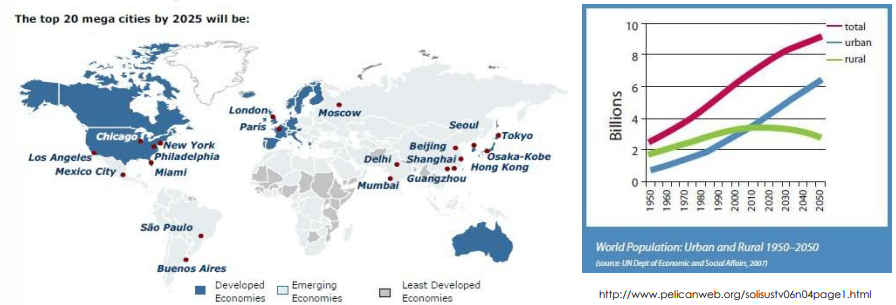 The top 20 mega cities by 2025 will be:
London
Paris
Moscow
Chicago
New York
Philadelphia
Los Angeles
Mexico City
Miami
Seoul
Tokyo
Beijing
Osaka-Kobe
Delhi
Shanghai
Hong Kong
Mumbai
Guangzhou
São Paulo
Buenos Aires
Developed
Economies
Emerging
Economies
Least Developed
Economies
Billions
10
8
6
4
2
0
total
urban
rural
1950
1960
1970
1980
1990
2000
2010
2020
2030
2040
2050
World Population: Urban and Rural 1950–2050
(source: UN Dept of Economic and Social Affairs, 2007)
http://www.pelicanweb.org/solisustv06n04page1.html